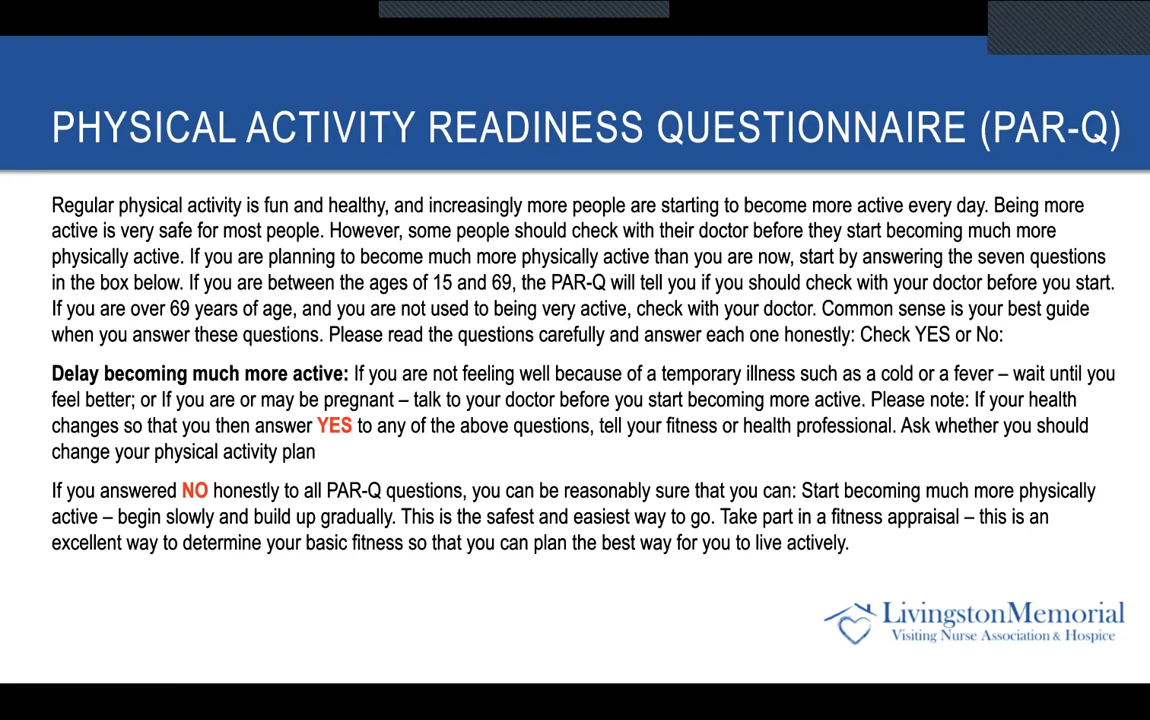 PHYSICAL ACTIVITY READINESS QUESTIONNAIRE (PAR-Q)
Regular physical activity is fun and healthy, and increasingly more people are starting to become more active every day. Being more
active is very safe for most people. However, some people should check with their doctor before they start becoming much more
physically active. If you are planning to become much more physically active than you are now, start by answering the seven questions
in the box below. If you are between the ages of 15 and 69, the PAR-Q will tell you if you should check with your doctor before you start.
If you are over 69 years of age, and you are not used to being very active, check with your doctor. Common sense is your best guide
when you answer these questions. Please read the questions carefully and answer each one honestly: Check YES or No:
Delay becoming much more active: If you are not feeling well because of a temporary illness such as a cold or a fever – wait until you
feel better; or If you are or may be pregnant – talk to your doctor before you start becoming more active. Please note: If your health
changes so that you then answer YES to any of the above questions, tell your fitness or health professional. Ask whether you should
change your physical activity plan
If you answered NO honestly to all PAR-Q questions, you can be reasonably sure that you can: Start becoming much more physically
active – begin slowly and build up gradually. This is the safest and easiest way to go. Take part in a fitness appraisal – this is an
excellent way to determine your basic fitness so that you can plan the best way for you to live actively.
LivingstonMemorial
Visiting Nurse Association & Hospice